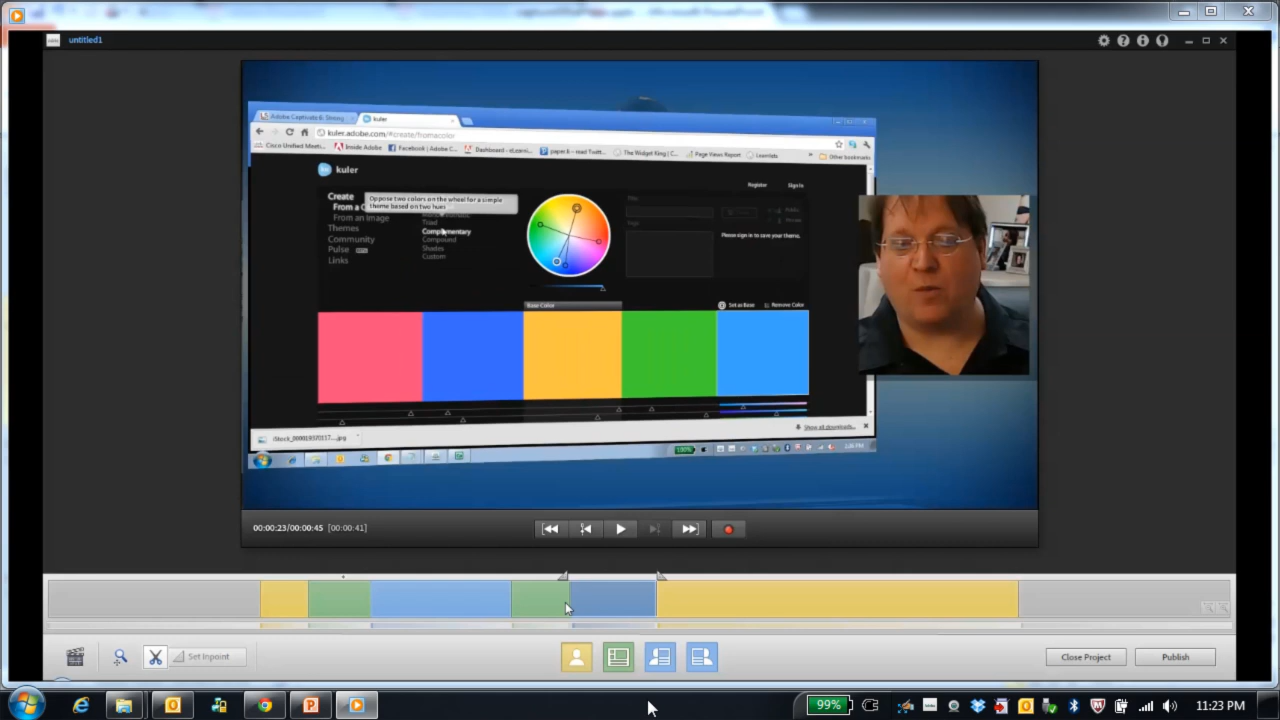 untitled1
Adobe Captivate 6: Strong
kuler
kuler.adobe.com/#create/fromacolor
Cisco Unified Meeti...
Inside Adobe
Facebook | Adobe C...
Dashboard - eLearni...
paper.li – read Twitt...
The Widget King | C...
Page Views Report
Learnlets
Other bookmarks
kuler
Register
Sign In
Create
Oppose two colors on the wheel for a simple
theme based on two hues
From a C
From an Image
Triad
Complementary
Compound
Shades
Custom
Themes
Community
Pulse
Links
Title
Tags
Please sign in to save your theme.
Base Color
Set as Base
Remove Color
Show all downloads...
100%
00:00:23/00:00:45 [00:00:41]
Set Inpoint
Close Project
Publish
99%
11:23 PM